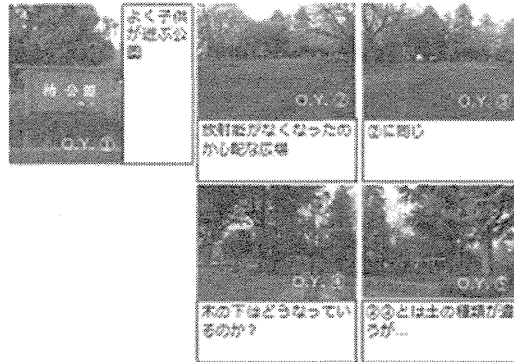 公園
O.Y. ①
よく子供
が遊ぶ公
園
O.Y. ②
放射能がなくなったの
か心配な広場
O.Y. ③
②に同じ
O.Y. ④
木の下はどうなってい
るのか？
O.Y. ⑤
②③とは土の種類が違
うが…